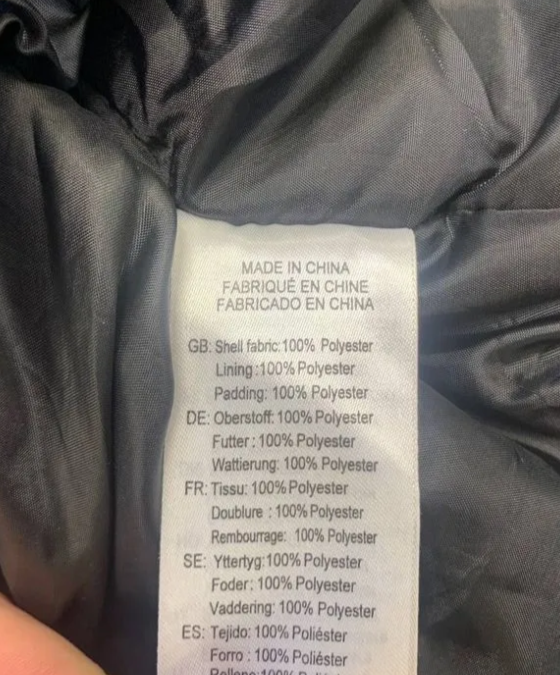 MADE IN CHINA
FABRIQUÉ EN CHINE
FABRICADO EN CHINA
GB: Shell fabric:100% Polyester
Lining:100% Polyester
Padding: 100% Polyester
DE: Oberstoff: 100% Polyester
Futter: 100% Polyester
Wattierung: 100% Polyester
FR: Tissu: 100% Polyester
Doublure : 100% Polyester
Rembourrage: 100% Polyester
SE: Yttertyg:100% Polyester
Foder: 100% Polyester
Vaddering: 100% Polyester
ES: Tejido: 100% Poliéster
Forro : 100% Poliéster